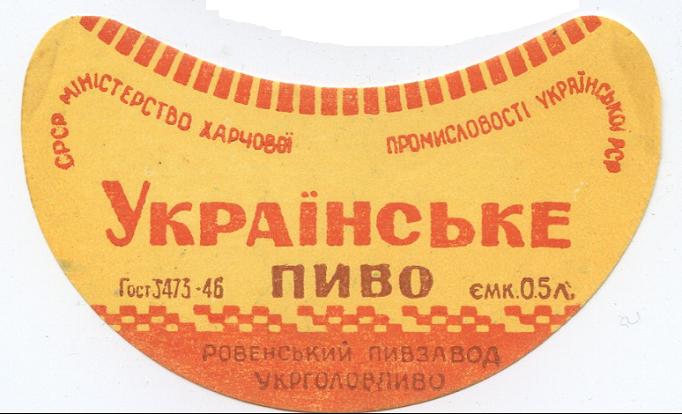 СРСР МІНІСТЕРСТВО ХАРЧОВОЇ ПРОМИСЛОВОСТІ УКРАЇНСЬКОЇ РСР
УКРАЇНСЬКЕ
ПИВО
Гост 3473-46 ємк. 0.5 л.
РОВЕНСЬКИЙ ПИВЗАВОД
УКРГОЛОВПИВО